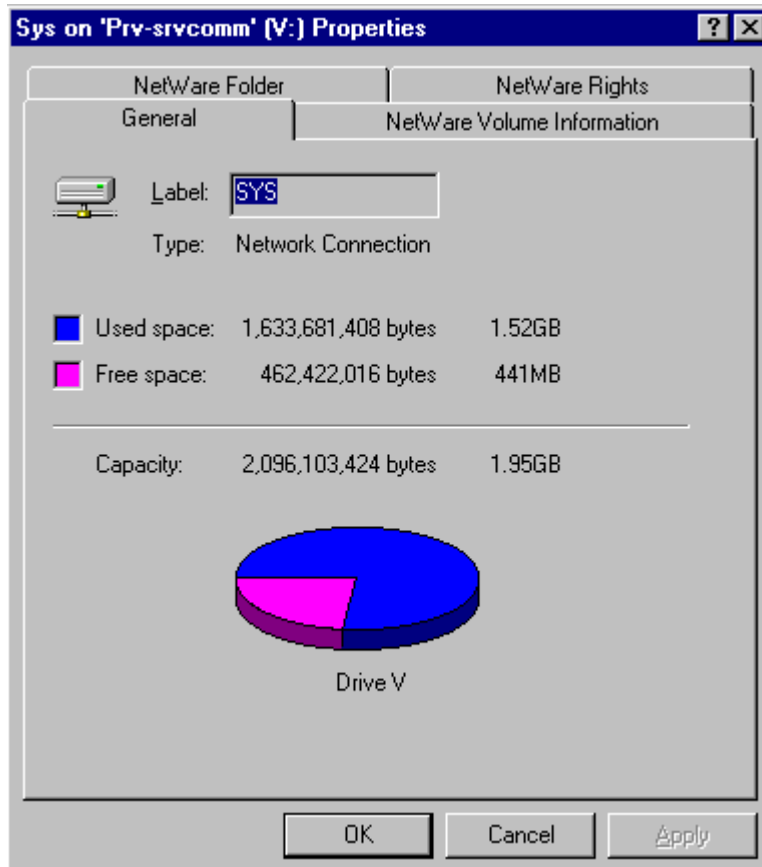 Sys on 'Prv-srvcomm' (V:) Properties
NetWare Folder NetWare Rights
General NetWare Volume Information
Label: SYS
Type: Network Connection
Used space: 1,633,681,408 bytes 1.52GB
Free space: 462,422,016 bytes 441MB
Capacity: 2,096,103,424 bytes 1.95GB
Drive V
OK Cancel Apply